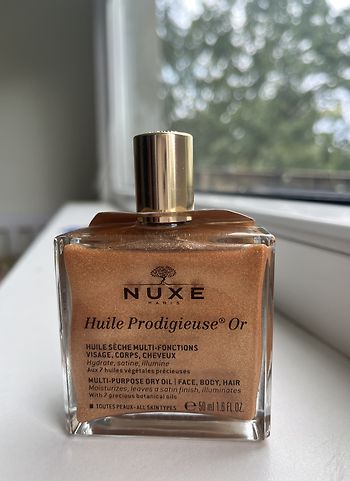 NUXE
PARIS
Huile Prodigieuse® Or
HUILE SÈCHE MULTI-FONCTIONS
VISAGE, CORPS, CHEVEUX
Hydrate, satine, illumine
Aux 7 huiles végétales précieuses
MULTI-PURPOSE DRY OIL | FACE, BODY, HAIR
Moisturizes, leaves a satin finish, illuminates
With 7 precious botanical oils
■ TOUTES PEAUX - ALL SKIN TYPES ℮ 50 ml 1.6 FL.OZ.